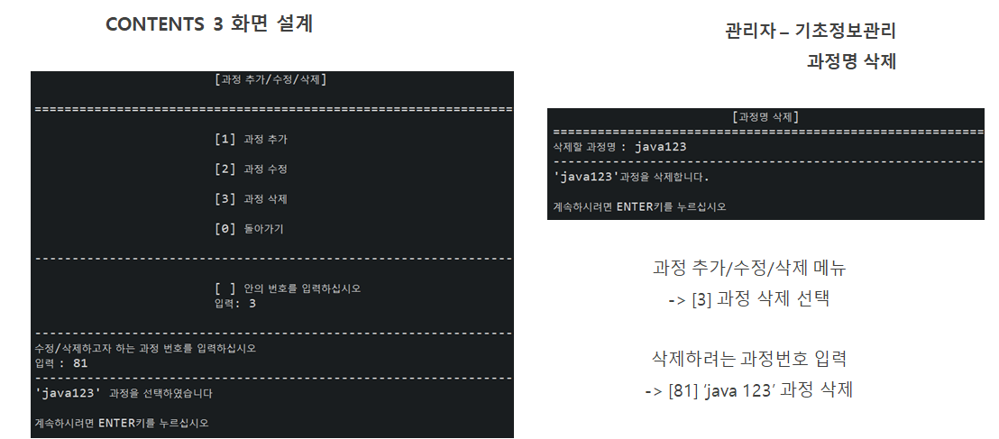 CONTENTS 3 화면 설계
[과정 추가/수정/삭제]
================================================================
[1] 과정 추가
[2] 과정 수정
[3] 과정 삭제
[0] 돌아가기
----------------------------------------------------------------
[ ] 안의 번호를 입력하십시오
입력: 3
----------------------------------------------------------------
수정/삭제하고자 하는 과정 번호를 입력하십시오
입력 : 81
----------------------------------------------------------------
'java123' 과정을 선택하였습니다
계속하시려면 ENTER키를 누르십시오
관리자 – 기초정보관리
과정명 삭제
[과정명 삭제]
==========================================================
삭제할 과정명 : java123
----------------------------------------------------------
'java123'과정을 삭제합니다.
계속하시려면 ENTER키를 누르십시오
과정 추가/수정/삭제 메뉴
-> [3] 과정 삭제 선택
삭제하려는 과정번호 입력
-> [81] ‘java 123’ 과정 삭제